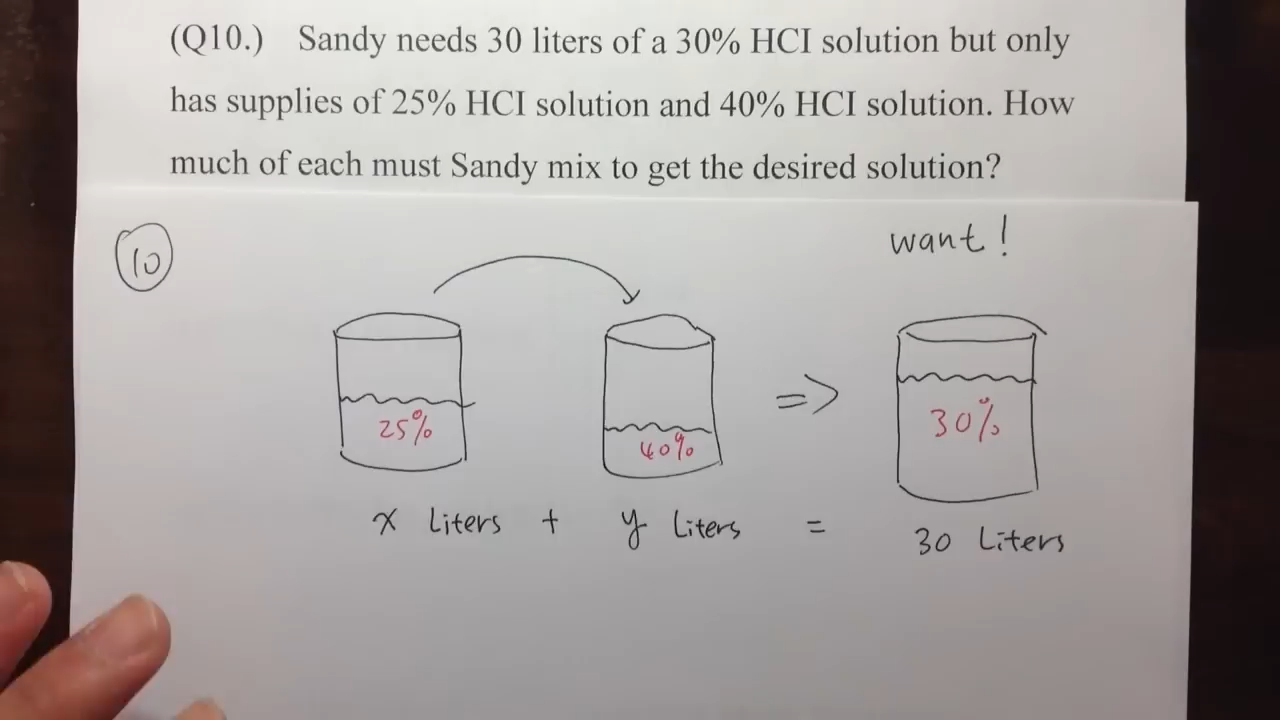 (Q10.) Sandy needs 30 liters of a 30% HCI solution but only
has supplies of 25% HCI solution and 40% HCI solution. How
much of each must Sandy mix to get the desired solution?
10
want!
=>
25% 40% 30%
x Liters + y Liters = 30 Liters